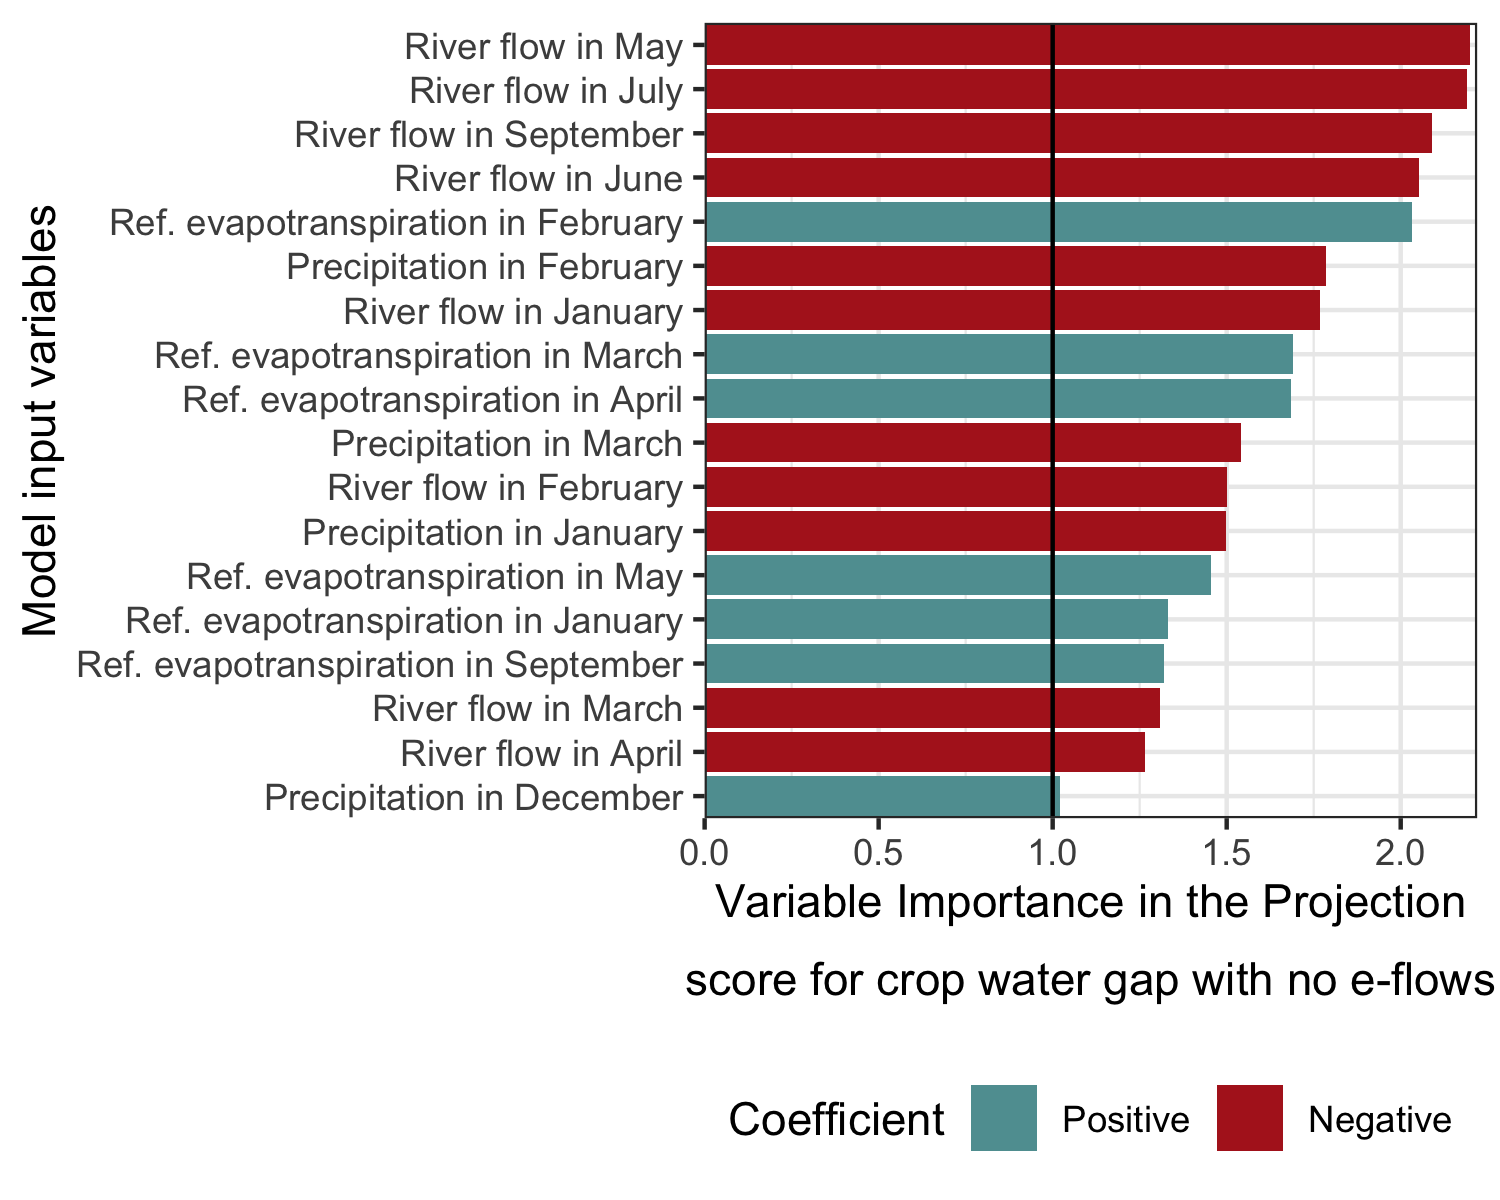 River flow in May
River flow in July
River flow in September
River flow in June
Ref. evapotranspiration in February
Precipitation in February
River flow in January
Ref. evapotranspiration in March
Ref. evapotranspiration in April
Precipitation in March
River flow in February
Precipitation in January
Ref. evapotranspiration in May
Ref. evapotranspiration in January
Ref. evapotranspiration in September
River flow in March
River flow in April
Precipitation in December
Model input variables
0.0 0.5 1.0 1.5 2.0
Variable Importance in the Projection
score for crop water gap with no e-flows
Coefficient Positive Negative